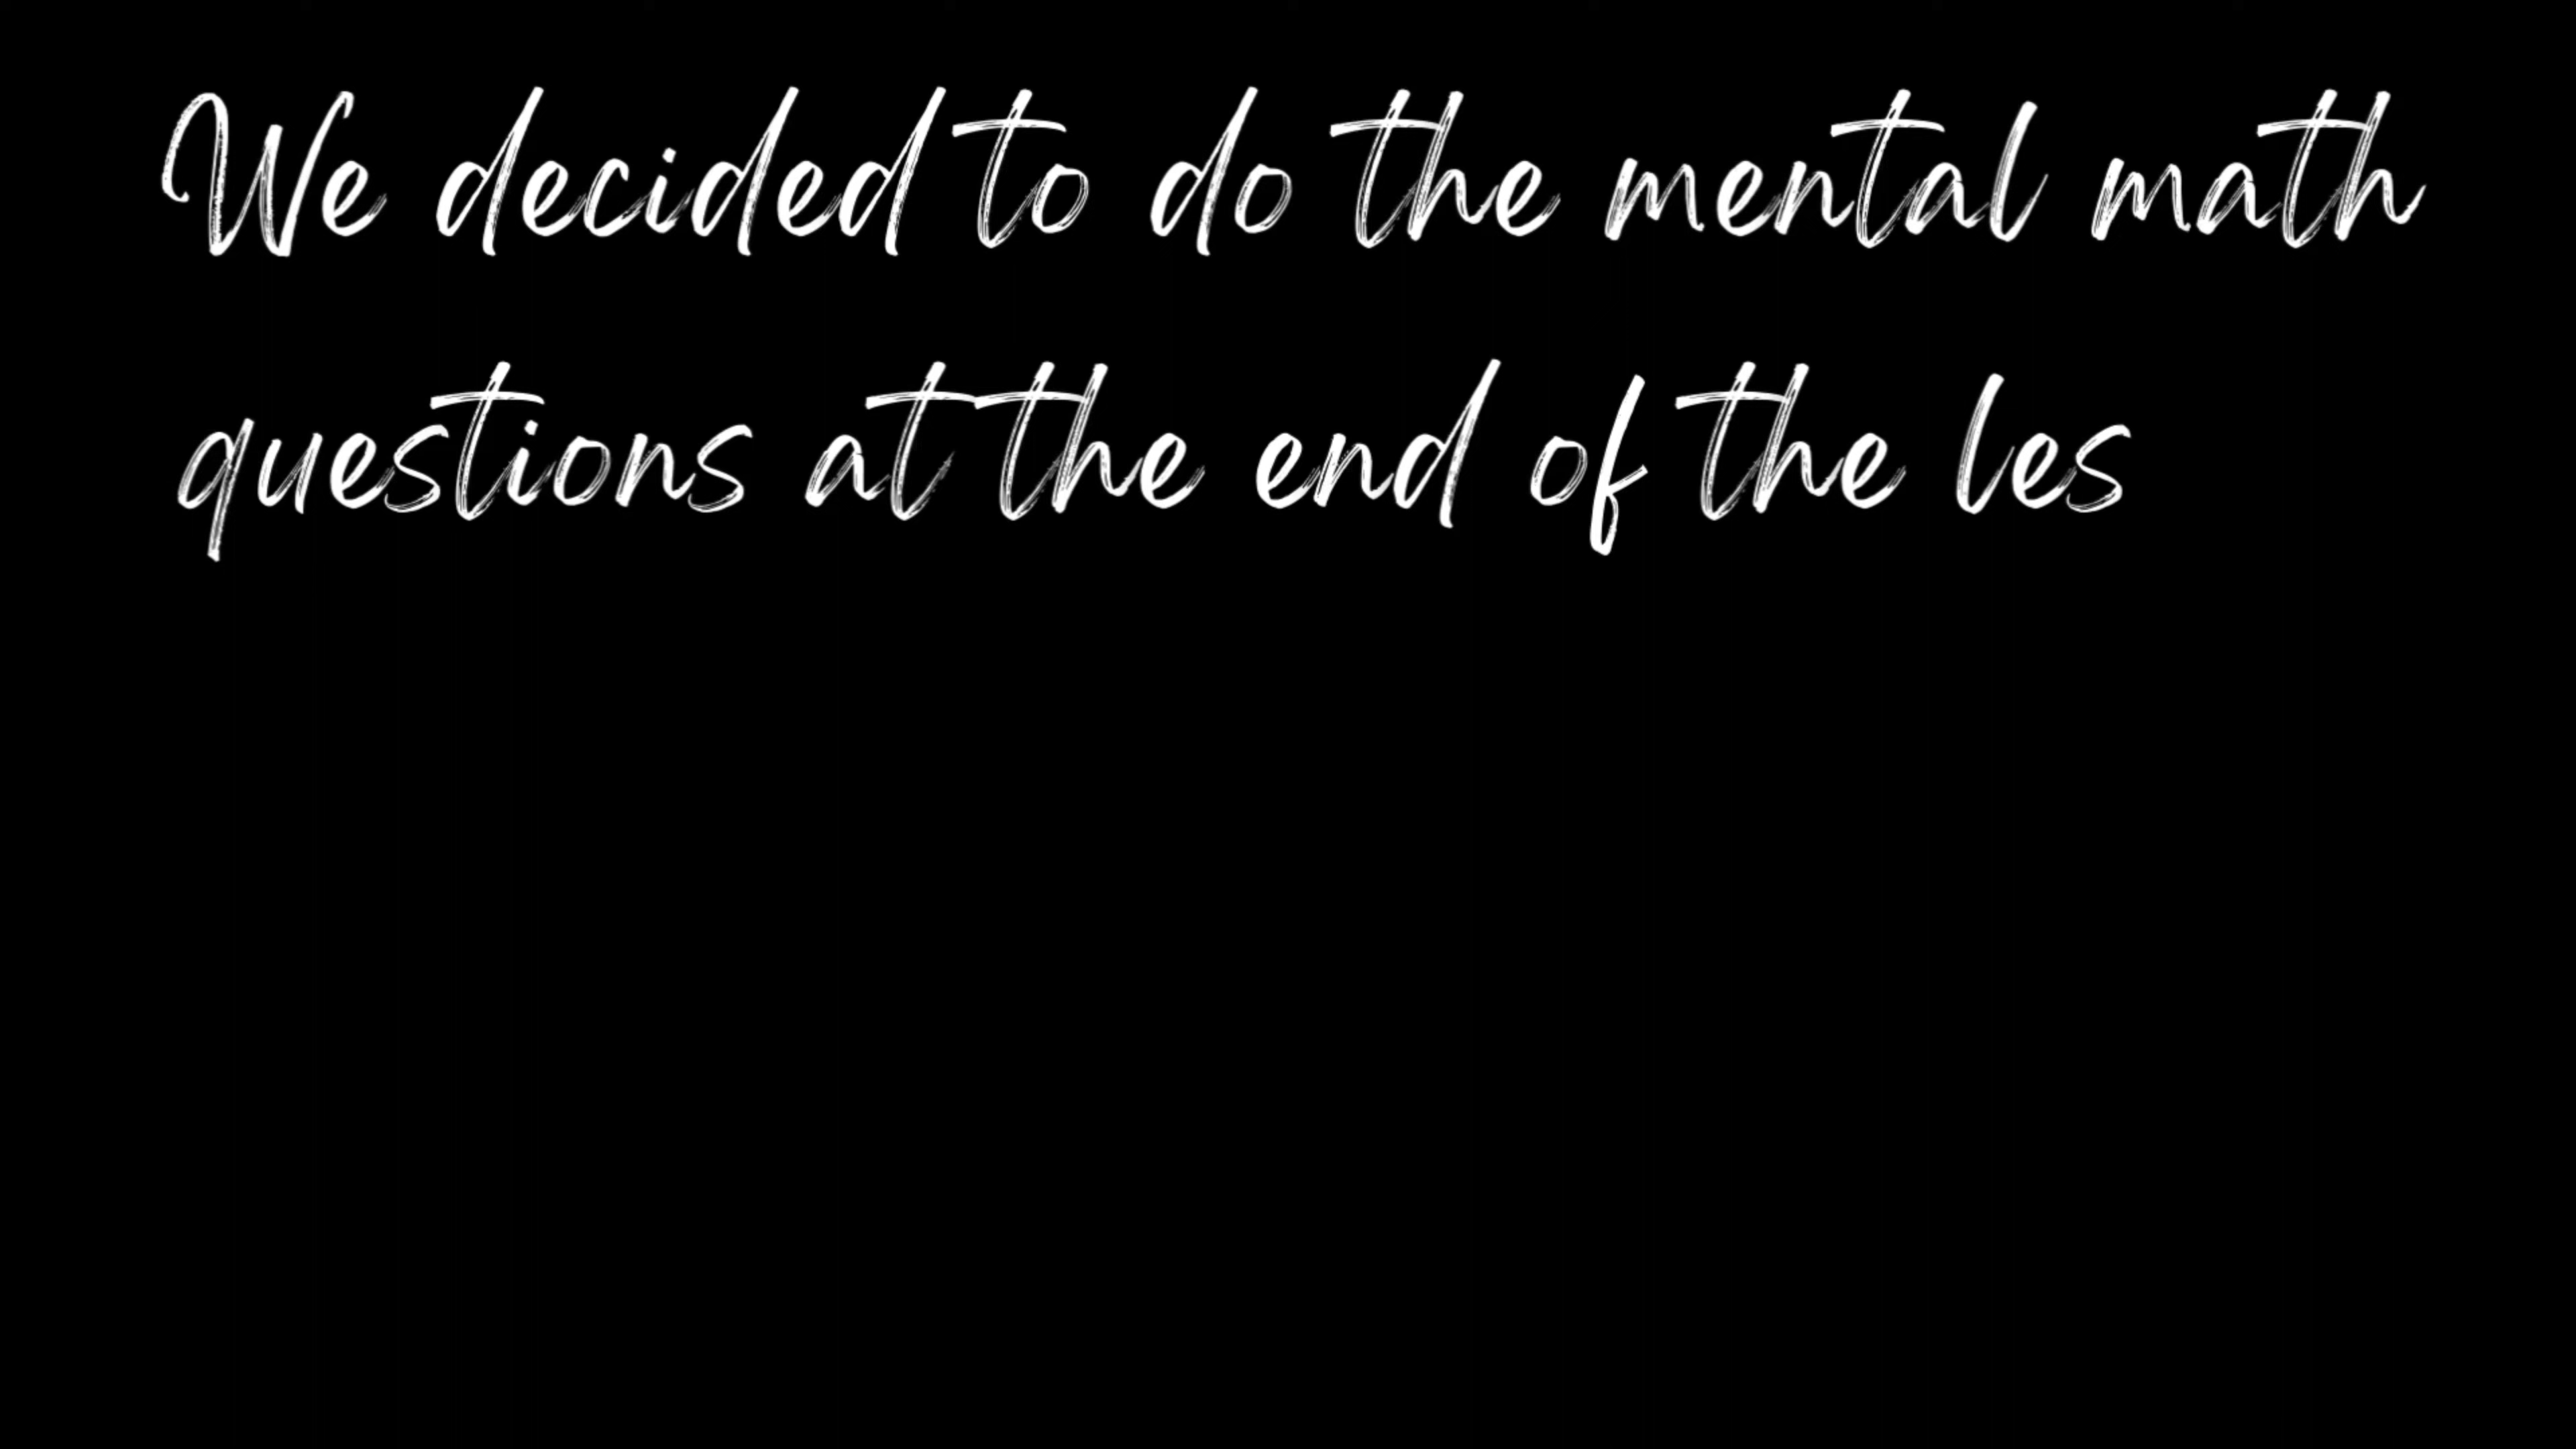 We decided to do the mental math
questions at the end of the les